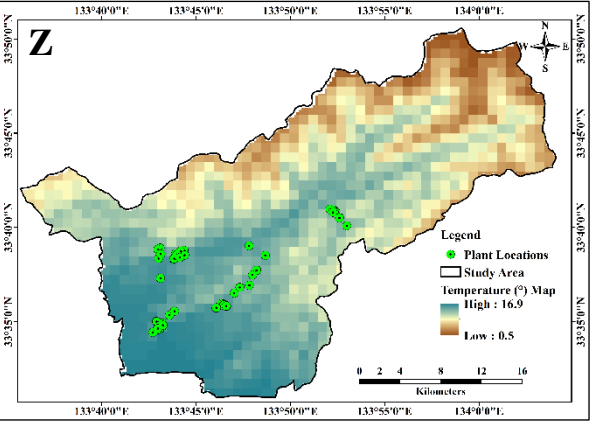 133°40'0"E 133°45'0"E 133°50'0"E 133°55'0"E 134°0'0"E
Z
N
W E
S
33°50'0"N 33°50'0"N
33°45'0"N 33°45'0"N
33°40'0"N 33°40'0"N
33°35'0"N 33°35'0"N
Legend
Plant Locations
Study Area
Temperature (°) Map
High : 16.9
Low : 0.5
0 2 4 8 12 16
Kilometers
133°40'0"E 133°45'0"E 133°50'0"E 133°55'0"E 134°0'0"E